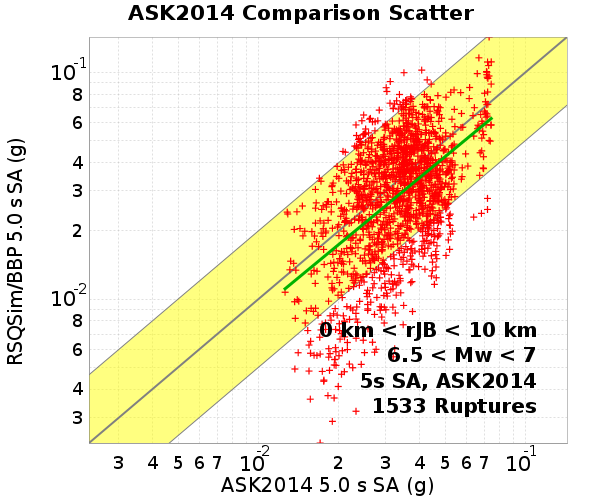 ASK2014 Comparison Scatter
RSQSim/BBP 5.0 s SA (g)
10-1
8
6
4
3
2
10-2
8
6
4
3
0 km < rJB < 10 km
6.5 < Mw < 7
5s SA, ASK2014
1533 Ruptures
3 4 5 6 7 10-2 2 3 4 5 6 7 10-1
ASK2014 5.0 s SA (g)